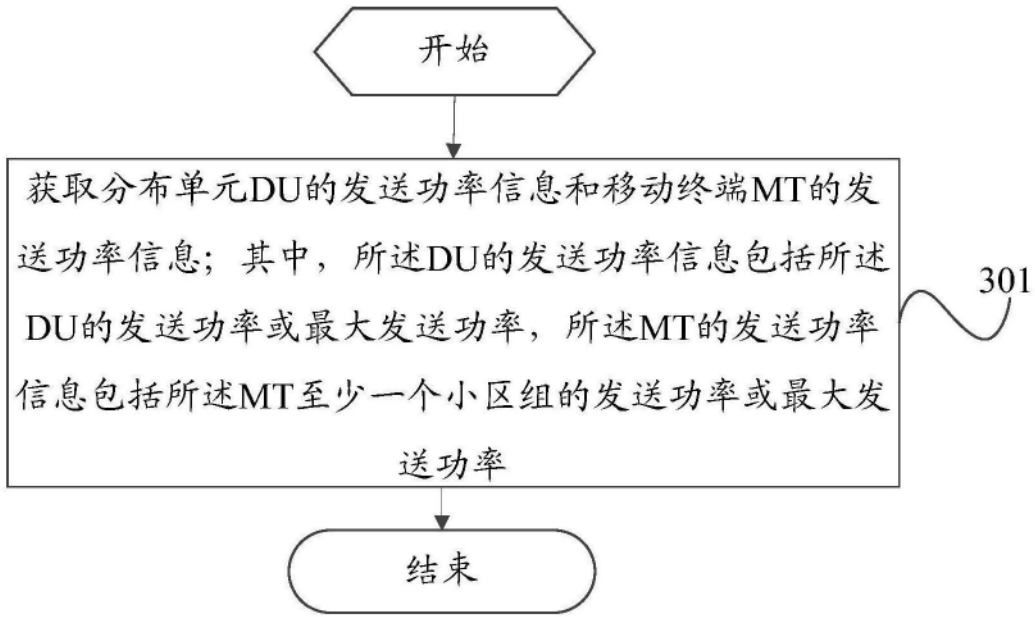 开始
获取分布单元DU的发送功率信息和移动终端MT的发
送功率信息；其中，所述DU的发送功率信息包括所述
DU的发送功率或最大发送功率，所述MT的发送功率
信息包括所述MT至少一个小区组的发送功率或最大发
送功率
301
结束